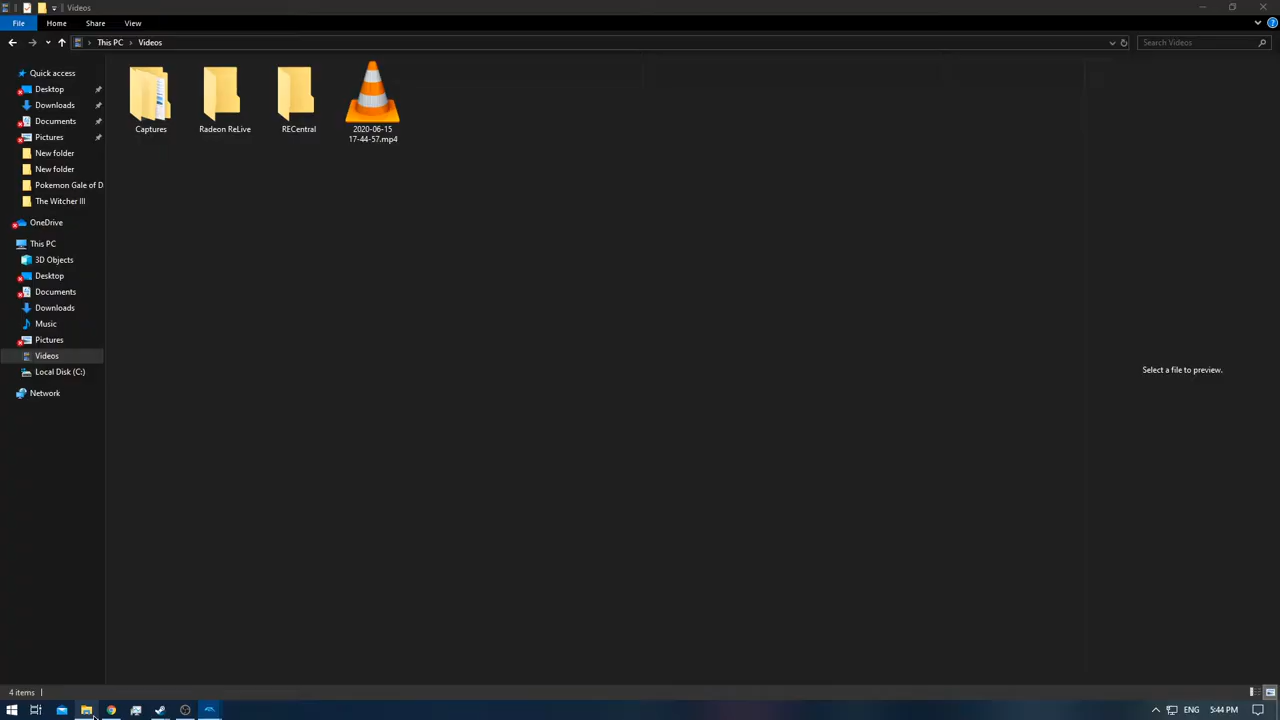 Videos
File Home Share View
This PC Videos
Search Videos
Quick access
Desktop
Downloads
Documents
Pictures
New folder
New folder
Pokemon Gale of D
The Witcher III
OneDrive
This PC
3D Objects
Desktop
Documents
Downloads
Music
Pictures
Videos
Local Disk (C:)
Network
Captures
Radeon ReLive
RECentral
2020-06-15
17-44-57.mp4
Select a file to preview.
4 items
ENG 5:44 PM